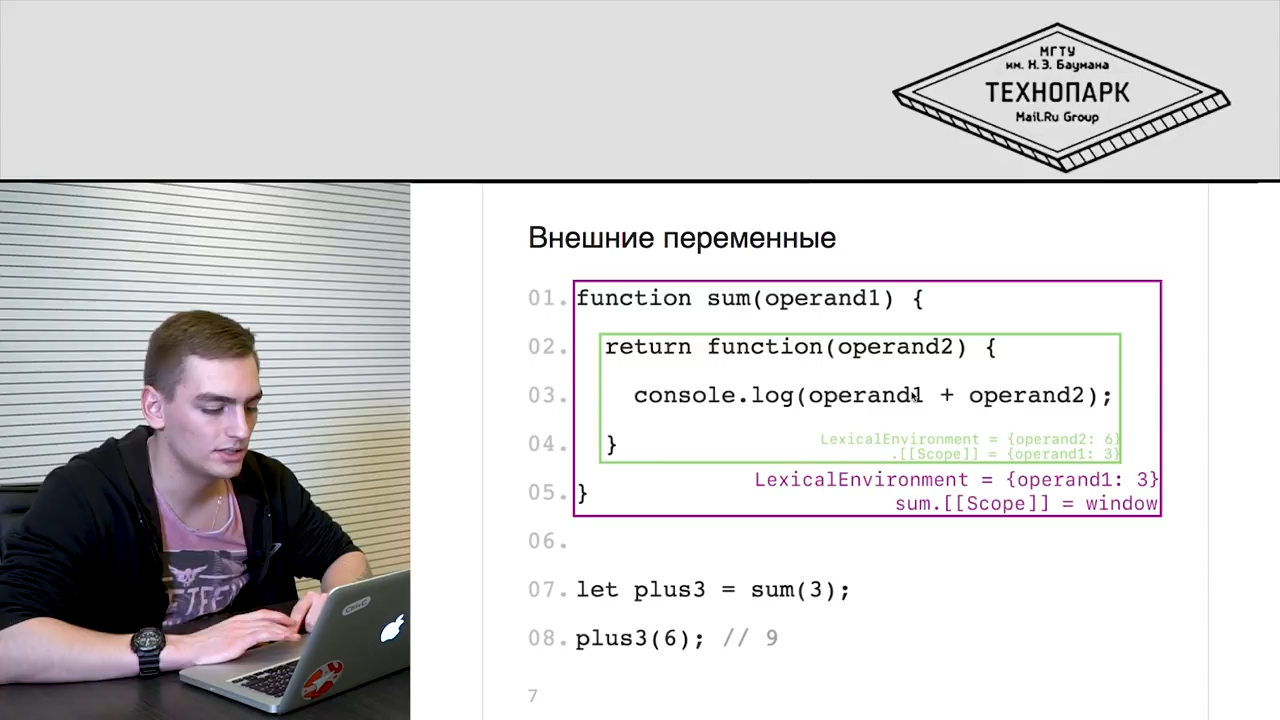 МГТУ
им. Н.Э. Баумана
ТЕХНОПАРК
Mail.Ru Group
Внешние переменные
01. function sum(operand1) {
02. return function(operand2) {
03. console.log(operand1 + operand2);
04. }
LexicalEnvironment = {operand2: 6}
.[[Scope]] = {operand1: 3}
05. }
LexicalEnvironment = {operand1: 3}
sum.[[Scope]] = window
06.
07. let plus3 = sum(3);
08. plus3(6); // 9
7